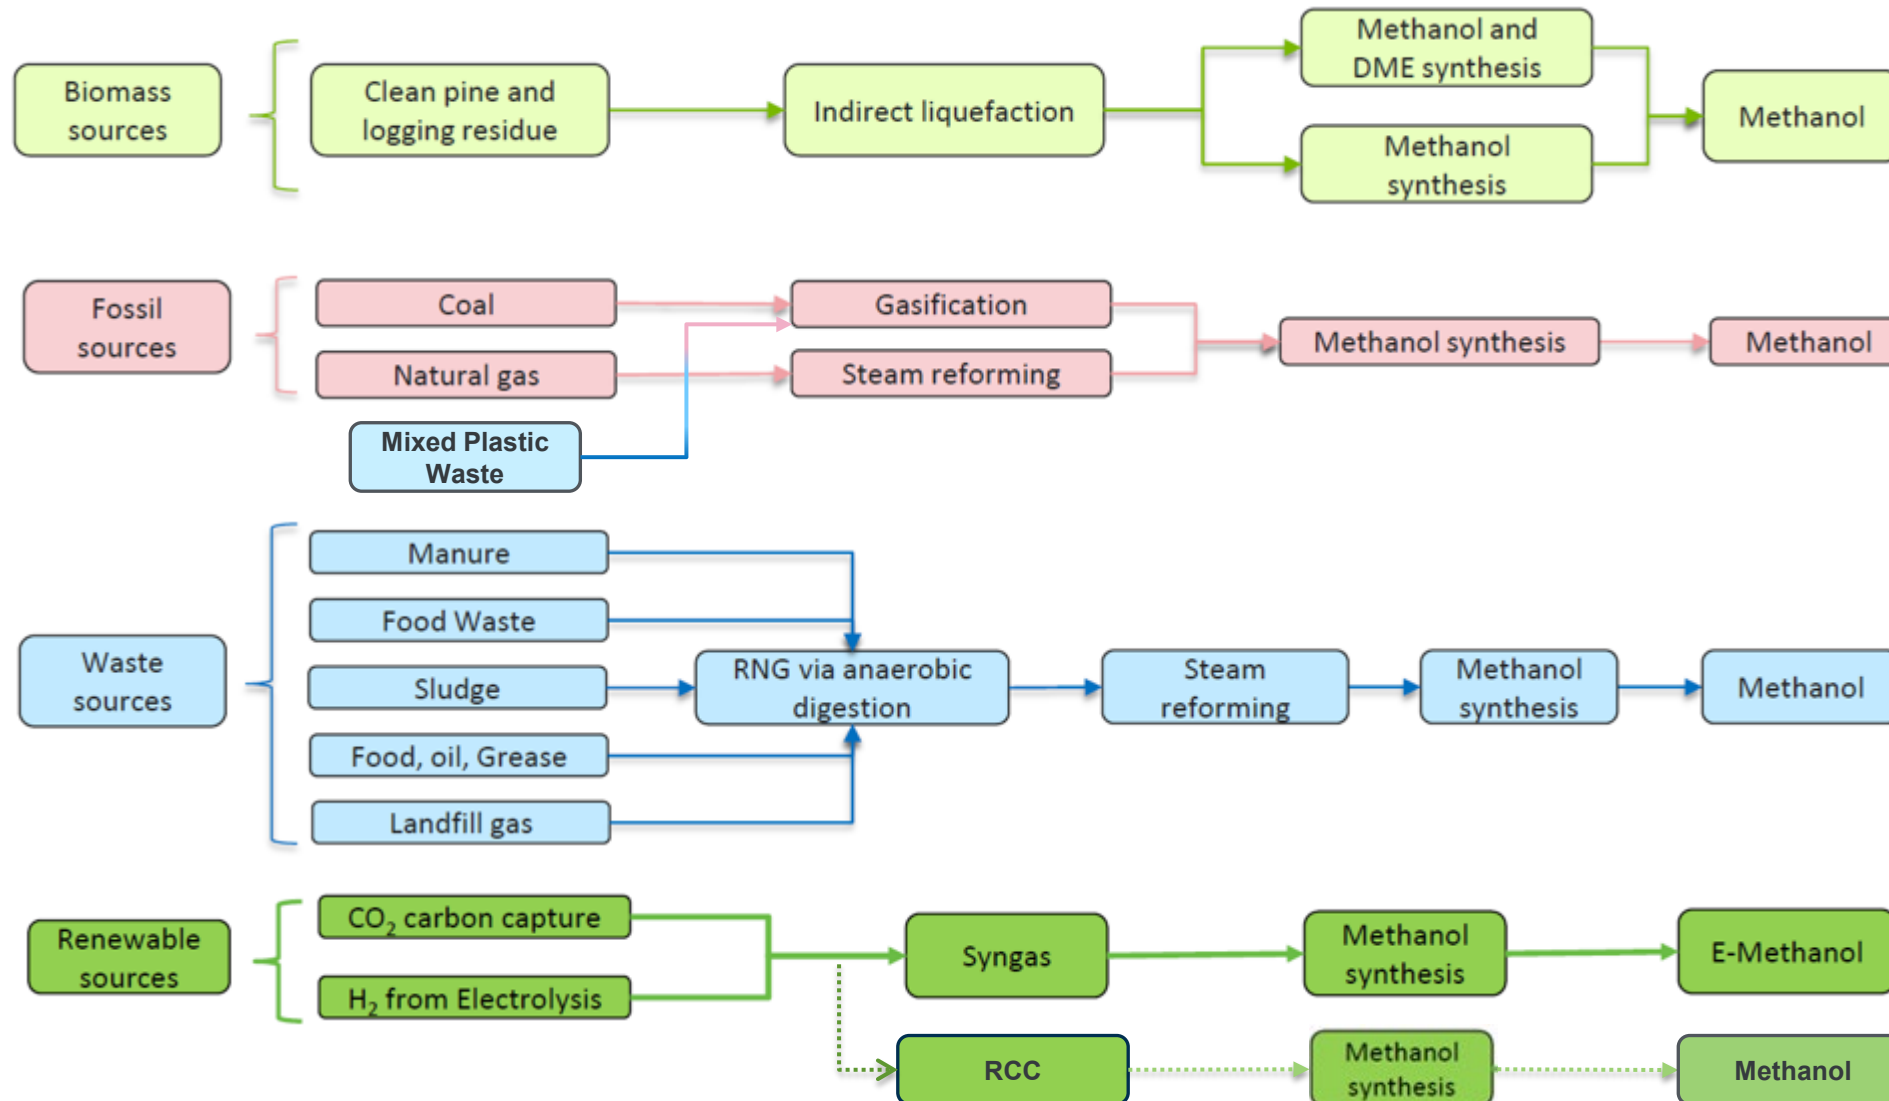 Biomass
sources
Clean pine and
logging residue
Indirect liquefaction
Methanol and
DME synthesis
Methanol
synthesis
Methanol
Fossil
sources
Coal
Natural gas
Gasification
Steam reforming
Methanol synthesis
Methanol
Mixed Plastic
Waste
Waste
sources
Manure
Food Waste
Sludge
Food, oil, Grease
Landfill gas
RNG via anaerobic
digestion
Steam
reforming
Methanol
synthesis
Methanol
Renewable
sources
CO₂ carbon capture
H₂ from Electrolysis
Syngas
Methanol
synthesis
E-Methanol
RCC
Methanol
synthesis
Methanol